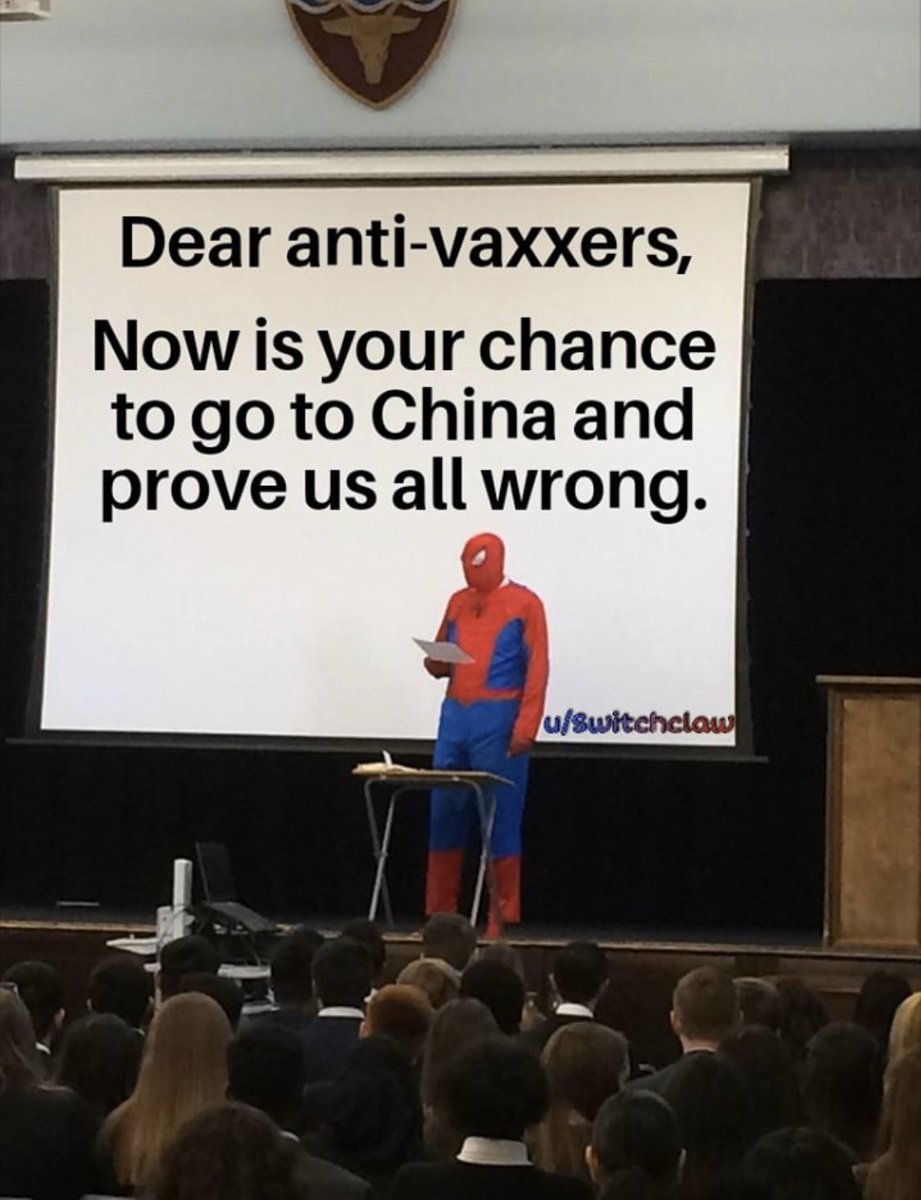 Dear anti-vaxxers,
Now is your chance
to go to China and
prove us all wrong.
u/Switchclaw